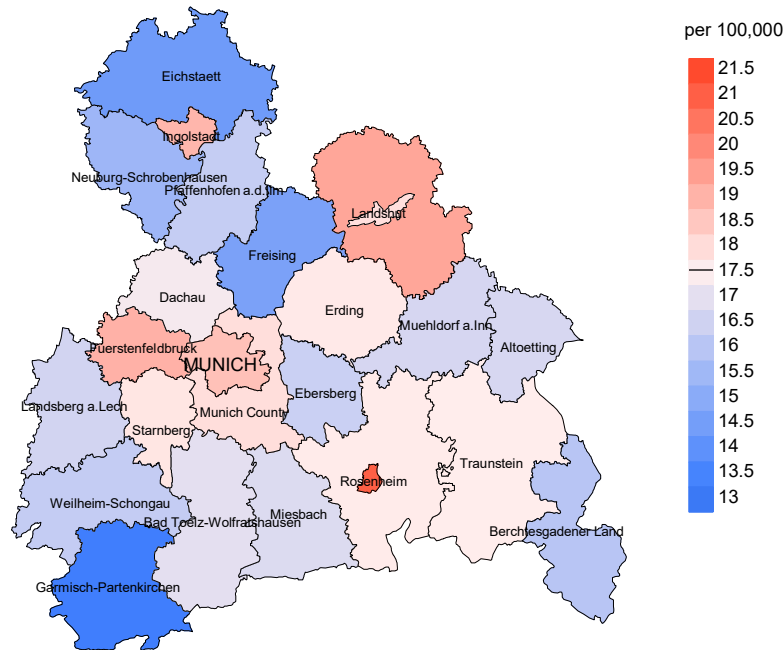 per 100,000
21.5
21
20.5
20
19.5
19
18.5
18
17.5
17
16.5
16
15.5
15
14.5
14
13.5
13
Eichstaett
Ingolstadt
Neuburg-Schrobenhausen
Pfaffenhofen a.d.Ilm
Landshut
Freising
Dachau
Erding
Muehldorf a.Inn
Altoetting
Fuerstenfeldbruck
MUNICH
Ebersberg
Landsberg a.Lech
Munich County
Starnberg
Traunstein
Rosenheim
Weilheim-Schongau
Miesbach
Bad Toelz-Wolfratshausen
Berchtesgadener Land
Garmisch-Partenkirchen